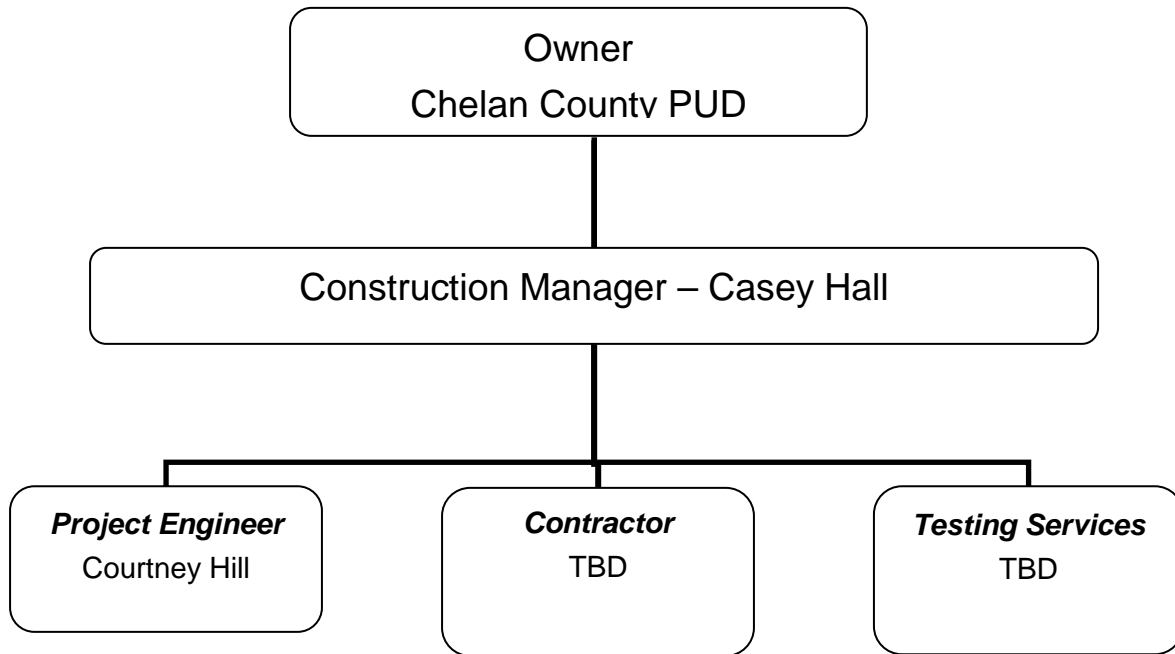 Owner
Chelan County PUD
Construction Manager – Casey Hall
Project Engineer
Courtney Hill
Contractor
TBD
Testing Services
TBD